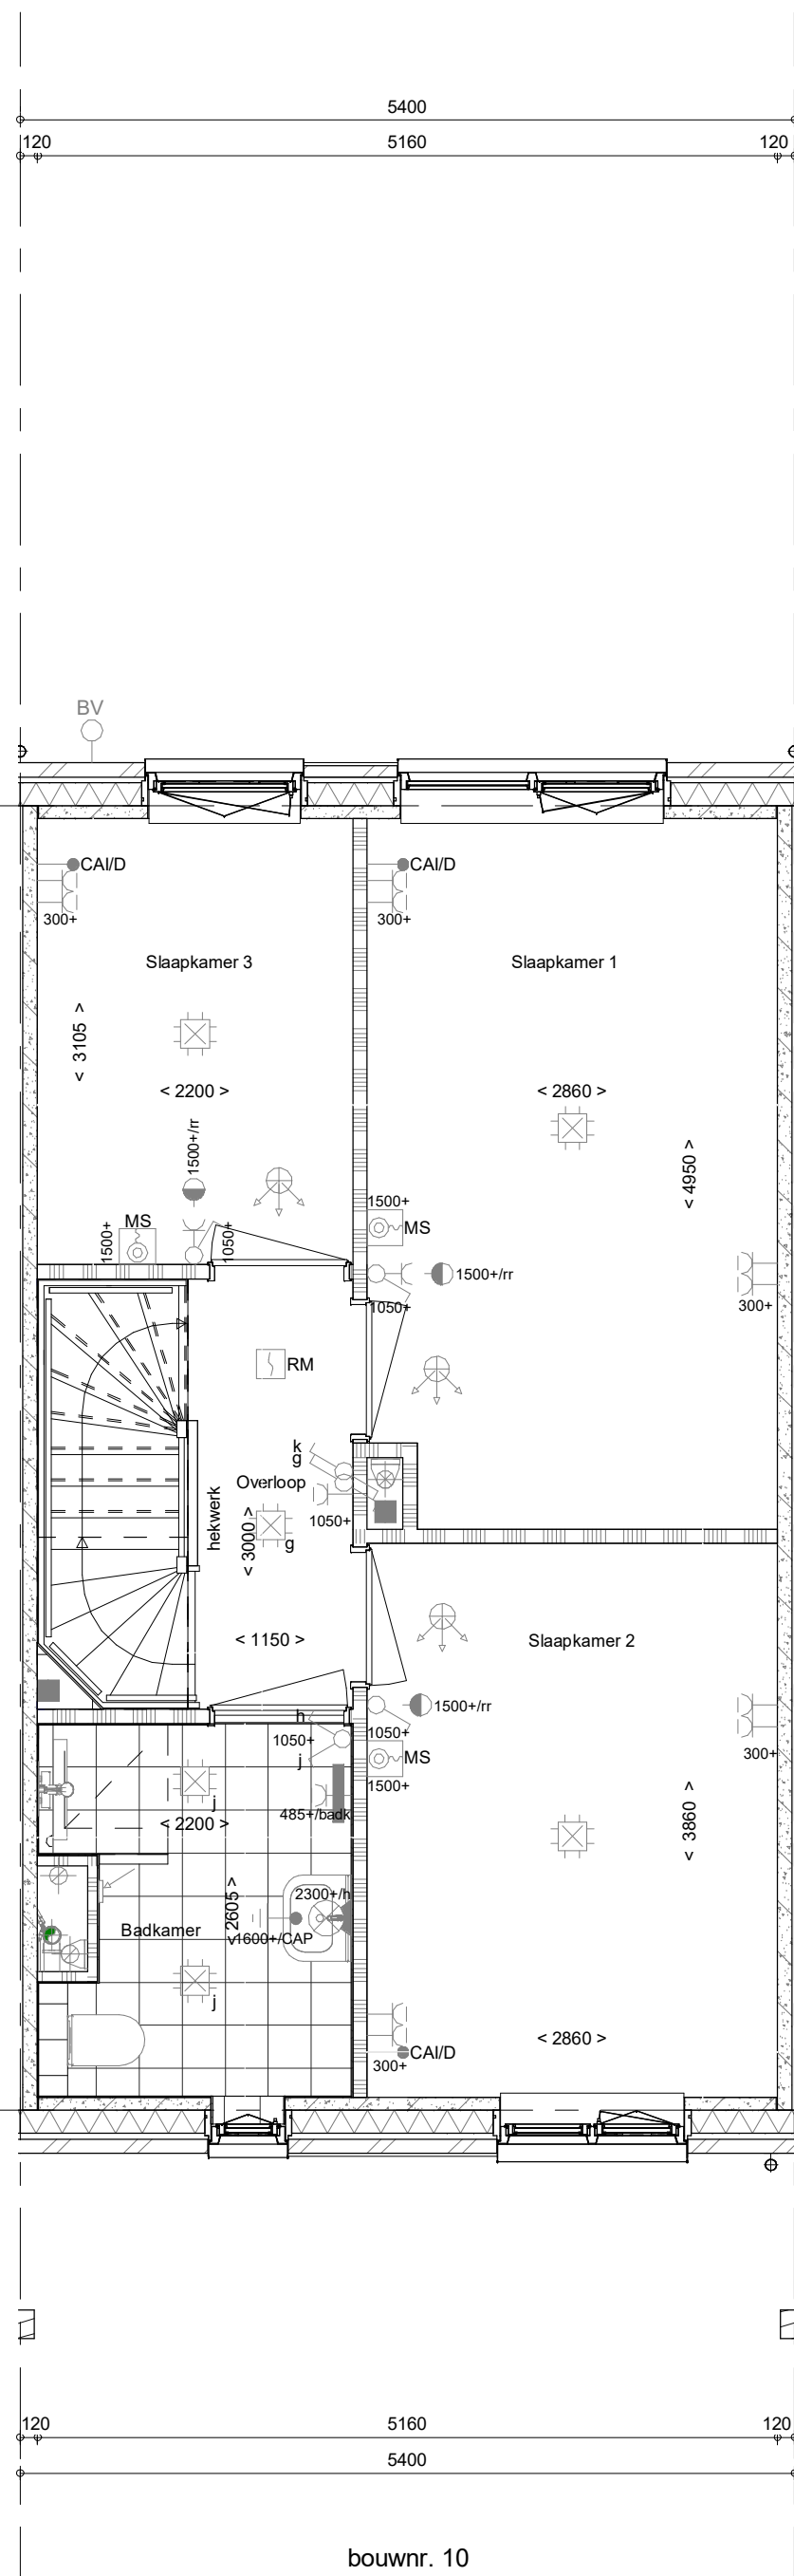 5400
120 5160 120
BV
CAI/D CAI/D
300+ 300+
Slaapkamer 3 Slaapkamer 1
< 3105 >
< 2200 > < 2860 >
1500+/rr
< 4950 >
1500+
MS
1500+
1050+
MS
1500+/rr
1050+
300+
RM
k
g
Overloop
hekwerk
1050+
< 3000 >
g
< 1150 >
Slaapkamer 2
h
1050+
j
1500+/rr
1050+
MS
1500+
300+
j
485+/badk
< 2200 >
< 3860 >
2300+/h
< 2605 >
Badkamer
1600+/CAP
j
< 2860 >
CAI/D
300+
120 5160 120
5400
bouwnr. 10